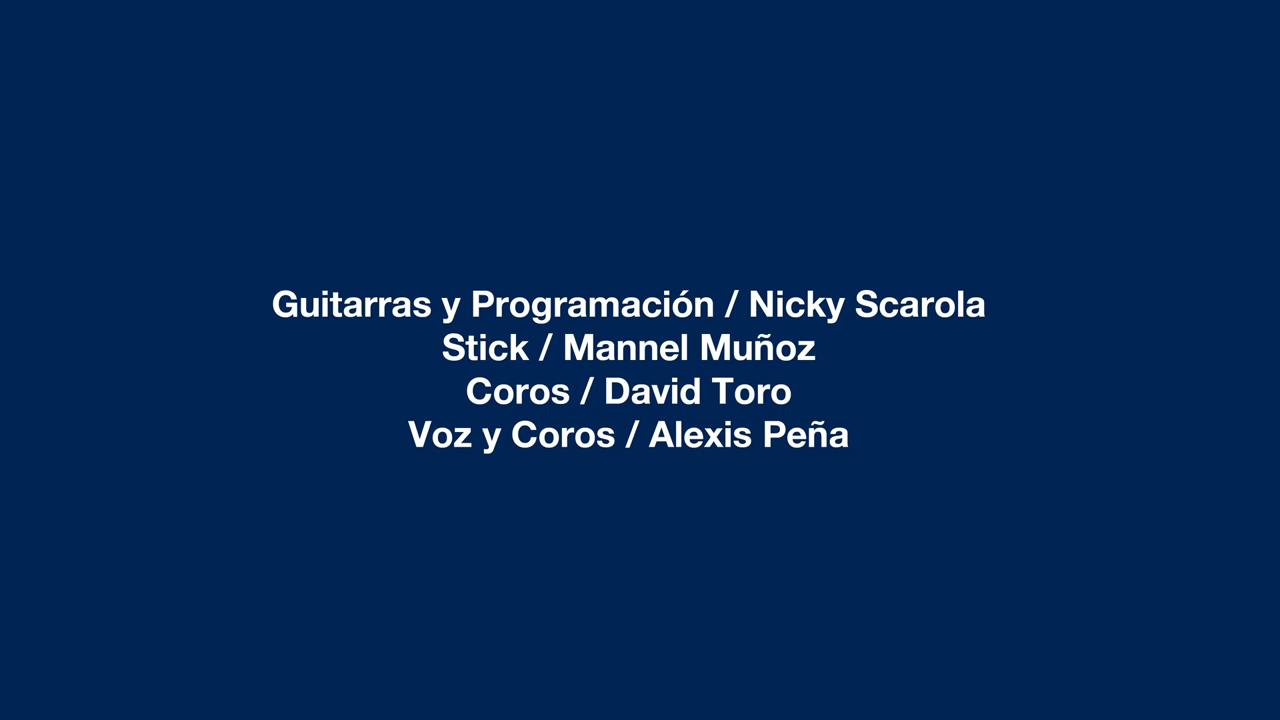 Guitarras y Programación / Nicky Scarola
Stick / Mannel Muñoz
Coros / David Toro
Voz y Coros / Alexis Peña